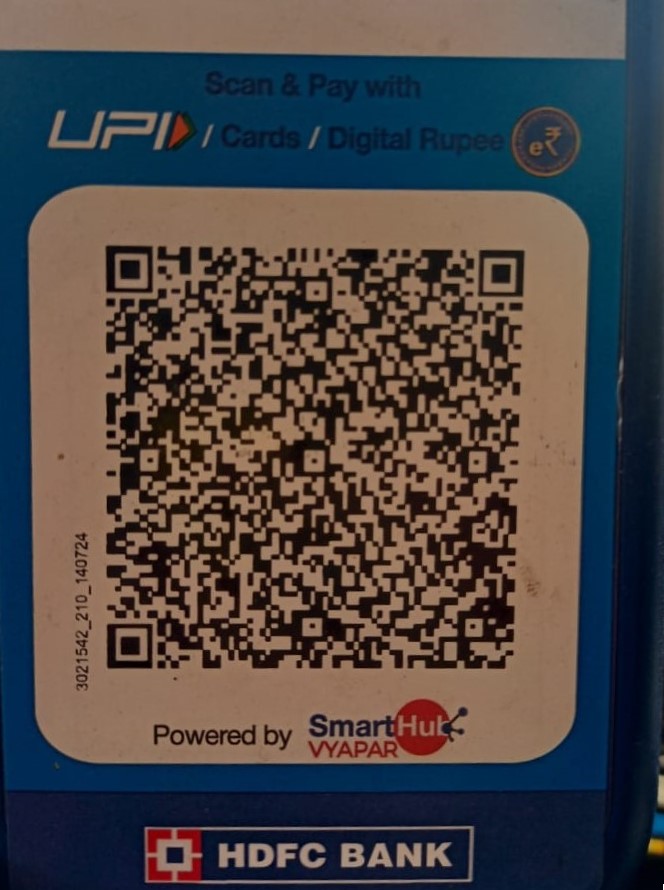 Scan & Pay with
UPI / Cards / Digital Rupee e₹
3021542_210_140724
Powered by SmartHub
VYAPAR
HDFC BANK